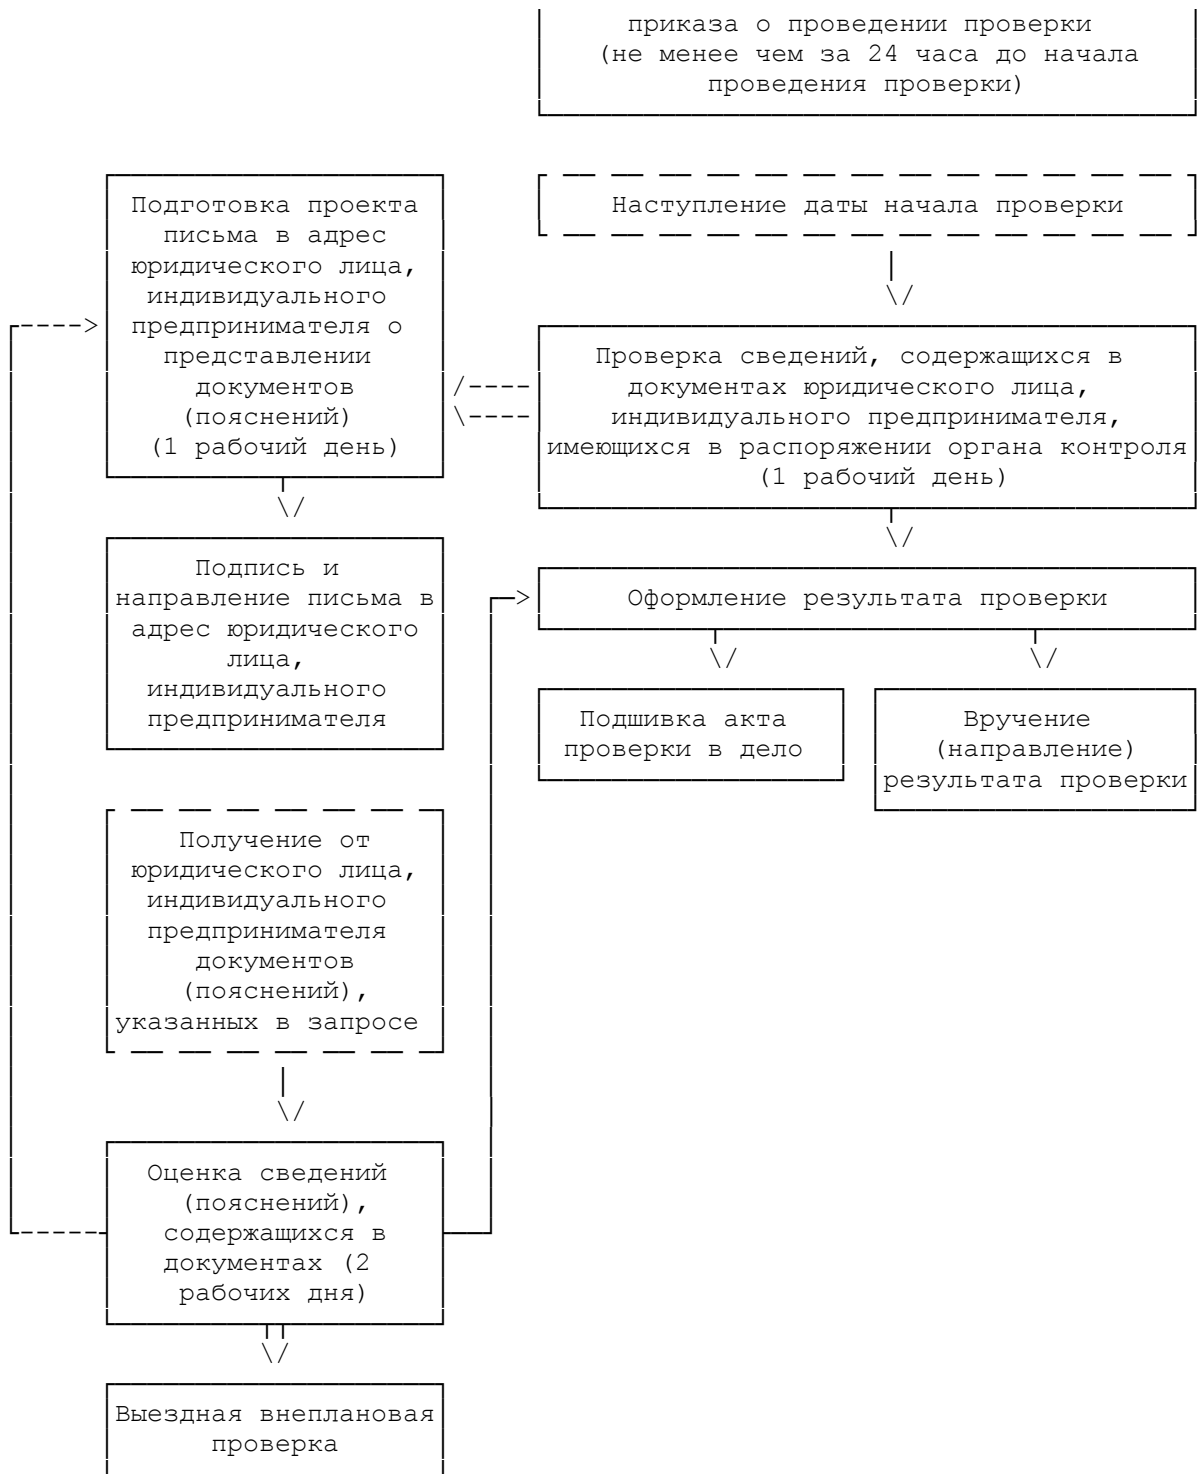 приказа о проведении проверки
(не менее чем за 24 часа до начала
проведения проверки)
Подготовка проекта
письма в адрес
юридического лица,
индивидуального
предпринимателя о
представлении
документов
(пояснений)
(1 рабочий день)
Наступление даты начала проверки
Проверка сведений, содержащихся в
документах юридического лица,
индивидуального предпринимателя,
имеющихся в распоряжении органа контроля
(1 рабочий день)
Подпись и
направление письма в
адрес юридического
лица,
индивидуального
предпринимателя
Оформление результата проверки
Подшивка акта
проверки в дело
Вручение
(направление)
результата проверки
Получение от
юридического лица,
индивидуального
предпринимателя
документов
(пояснений),
указанных в запросе
Оценка сведений
(пояснений),
содержащихся в
документах (2
рабочих дня)
Выездная внеплановая
проверка